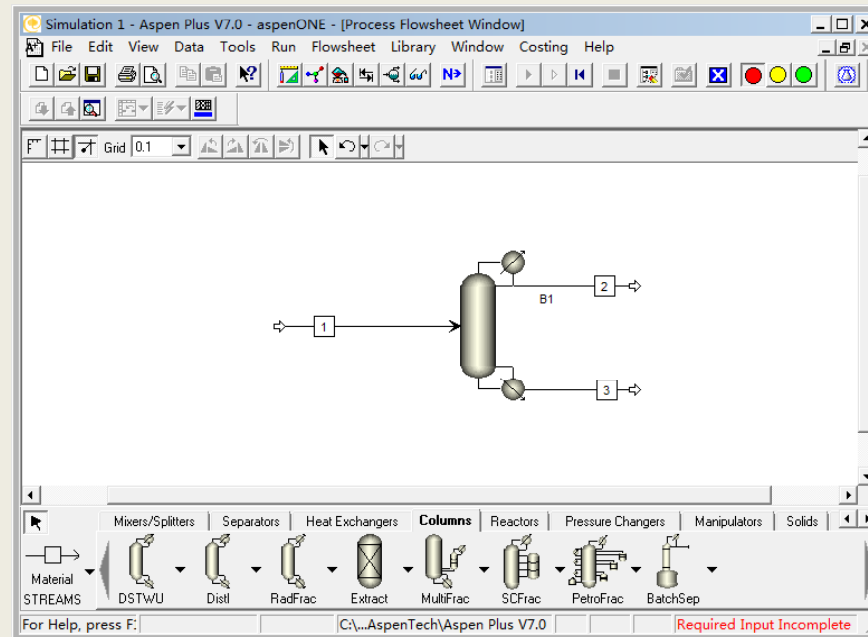 Simulation 1 - Aspen Plus V7.0 - aspenONE - [Process Flowsheet Window]
File Edit View Data Tools Run Flowsheet Library Window Costing Help
N>
Grid 0.1
2
B1
1
3
Mixers/Splitters Separators Heat Exchangers Columns Reactors Pressure Changers Manipulators Solids
Material
STREAMS DSTWU Distl RadFrac Extract MultiFrac SCFrac PetroFrac BatchSep
For Help, press F: C:\...AspenTech\Aspen Plus V7.0 Required Input Incomplete